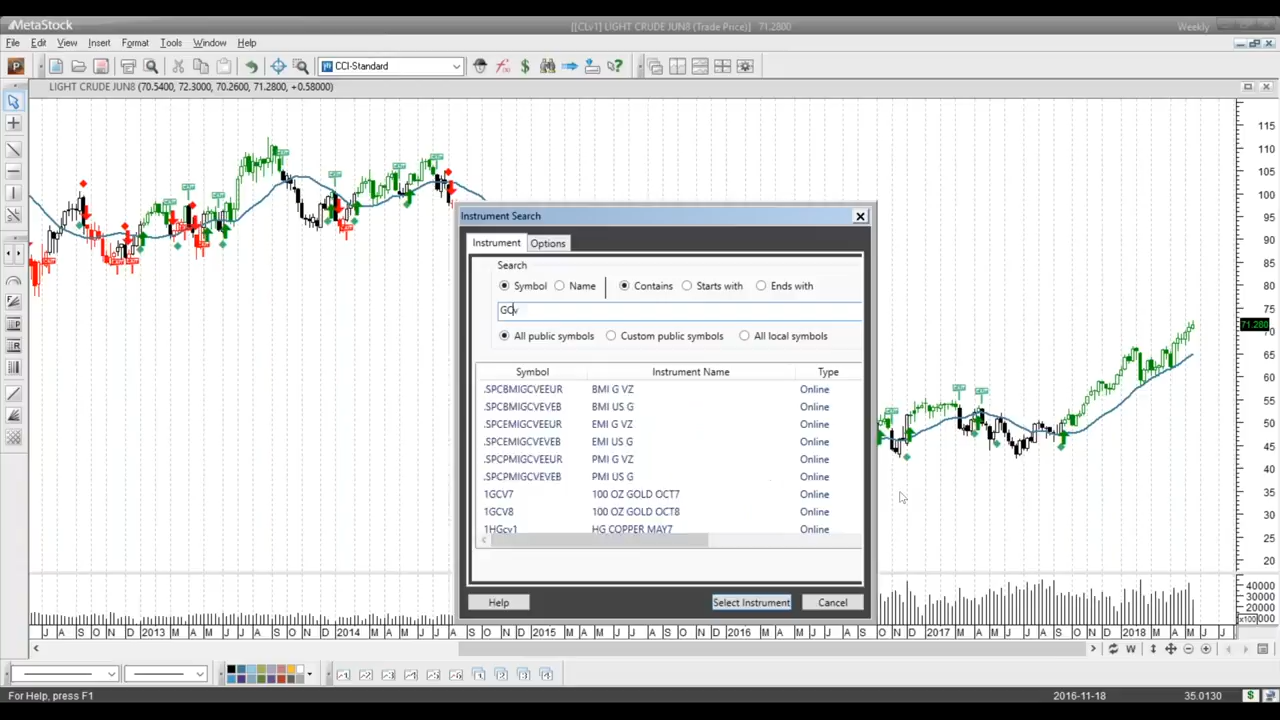 MetaStock
[[CLv1] LIGHT CRUDE JUN8 (Trade Price)] 71.2800
Weekly
File Edit View Insert Format Tools Window Help
CCI-Standard
LIGHT CRUDE JUN8 (70.5400, 72.3000, 70.2600, 71.2800, +0.58000)
Instrument Search
Instrument Options
Search
Symbol Name Contains Starts with Ends with
GCv
All public symbols Custom public symbols All local symbols
Symbol Instrument Name Type
.SPCBMIGCVEEUR BMI G VZ Online
.SPCBMIGCVEVEB BMI US G Online
.SPCEMIGCVEEUR EMI G VZ Online
.SPCEMIGCVEVEB EMI US G Online
.SPCPMIGCVEEUR PMI G VZ Online
.SPCPMIGCVEVEB PMI US G Online
1GCV7 100 OZ GOLD OCT7 Online
1GCV8 100 OZ GOLD OCT8 Online
1HGcv1 HG COPPER MAY7 Online
Help Select Instrument Cancel
115
110
105
100
95
90
85
80
75
71.280
70
65
60
55
50
45
40
35
30
25
20
40000
30000
20000
x100
J A S O N D 2013 M A M J J A S O N D 2014 M A M J J A S O N D 2015 M A M J J A S O N D 2016 M A M J J A S O N D 2017 M A M J J A S O N D 2018 M A M J J
W
For Help, press F1
2016-11-18 35.0130